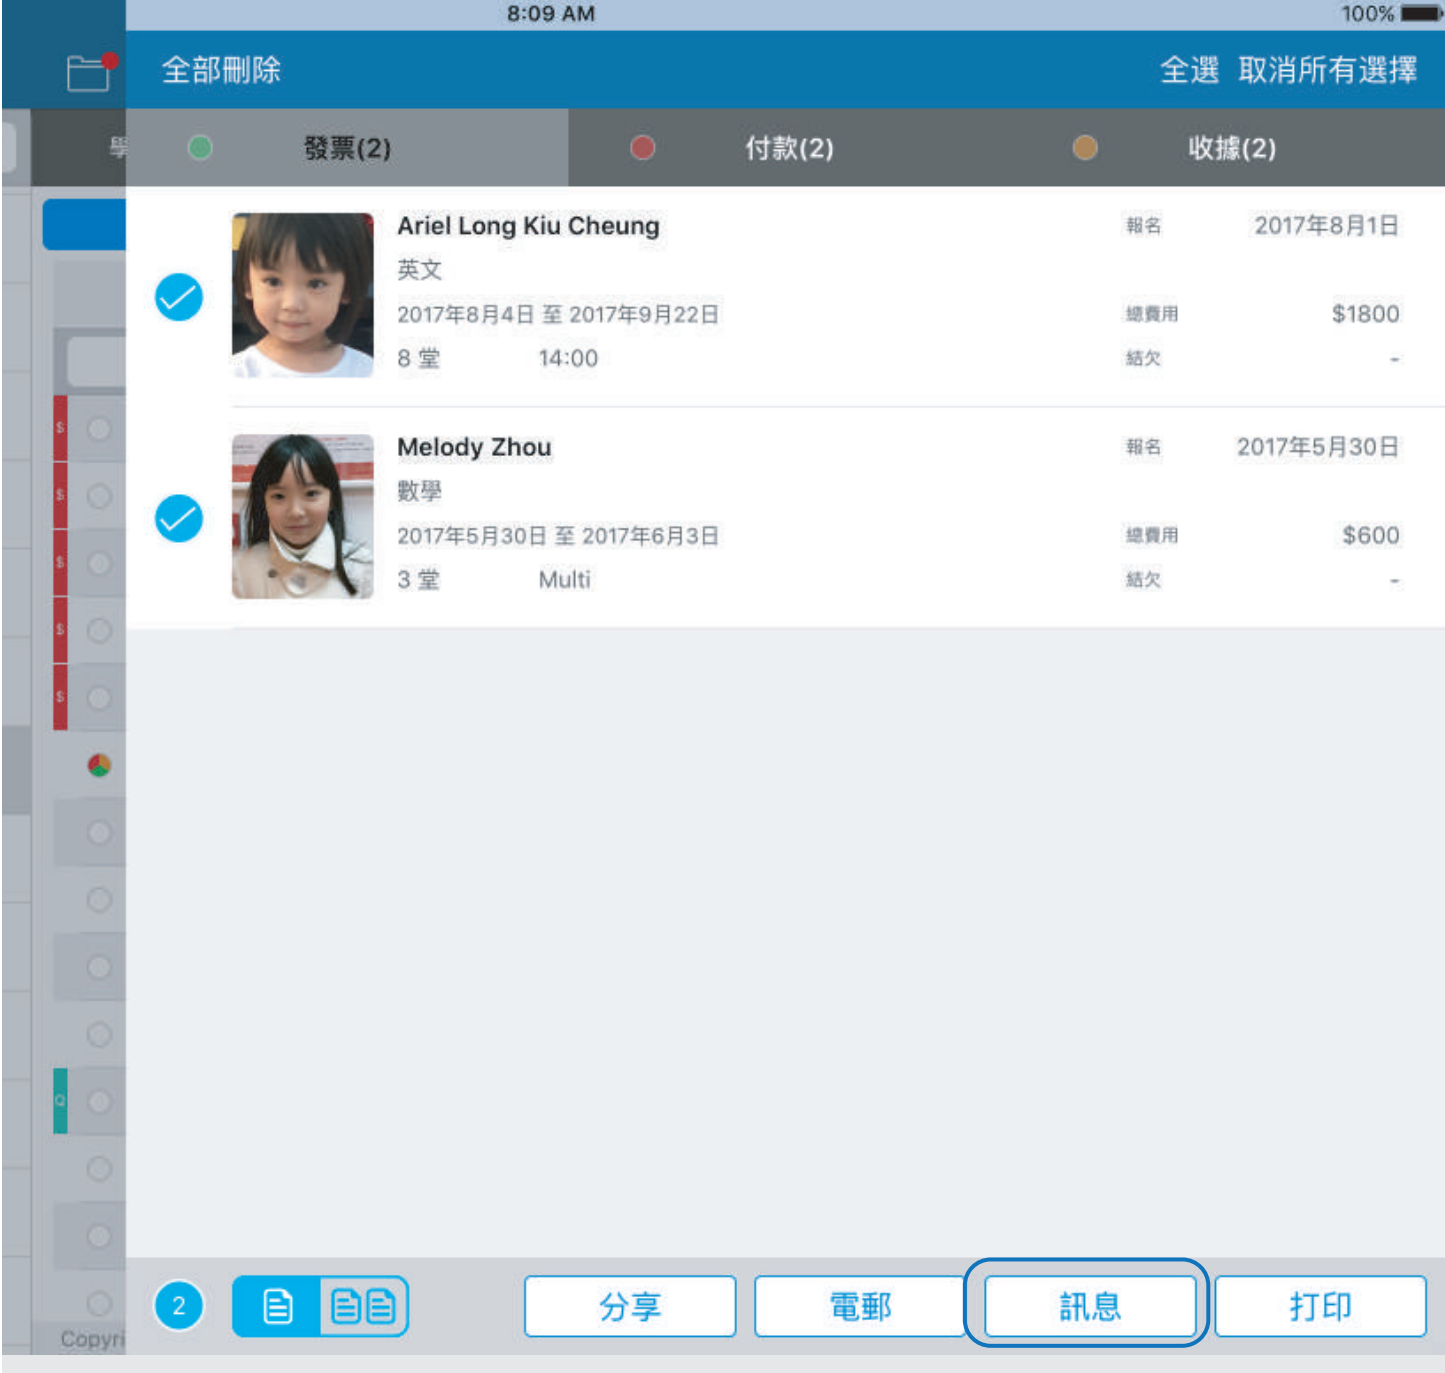 8:09 AM
100%
全部刪除
全選 取消所有選擇
學
發票(2)
付款(2)
收據(2)
Ariel Long Kiu Cheung
報名 2017年8月1日
英文
2017年8月4日 至 2017年9月22日
總費用 $1800
8 堂 14:00
結欠 -
$
Melody Zhou
報名 2017年5月30日
數學
$
2017年5月30日 至 2017年6月3日
總費用 $600
$
3 堂 Multi
結欠 -
$
$
Q
2
分享
電郵
訊息
打印
Copyri